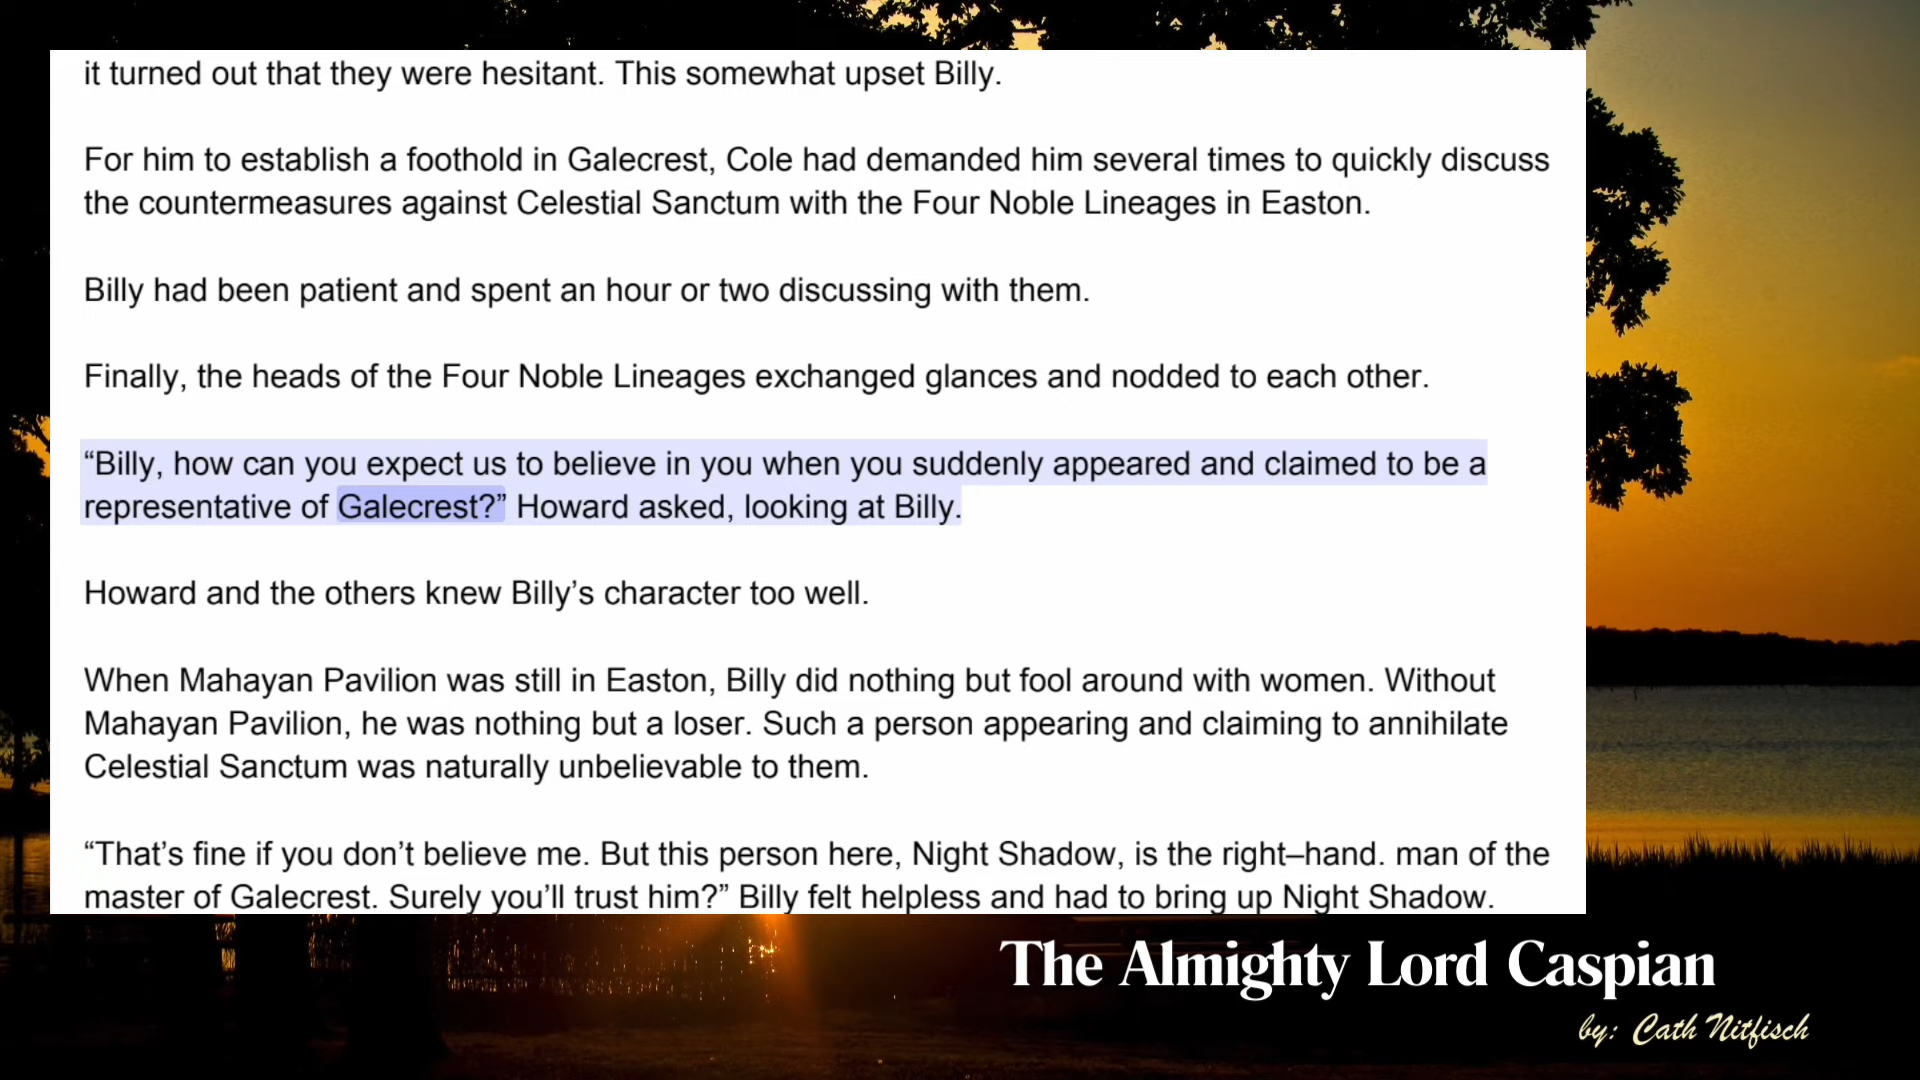 it turned out that they were hesitant. This somewhat upset Billy.
For him to establish a foothold in Galecrest, Cole had demanded him several times to quickly discuss
the countermeasures against Celestial Sanctum with the Four Noble Lineages in Easton.
Billy had been patient and spent an hour or two discussing with them.
Finally, the heads of the Four Noble Lineages exchanged glances and nodded to each other.
“Billy, how can you expect us to believe in you when you suddenly appeared and claimed to be a
representative of Galecrest?” Howard asked, looking at Billy.
Howard and the others knew Billy’s character too well.
When Mahayan Pavilion was still in Easton, Billy did nothing but fool around with women. Without
Mahayan Pavilion, he was nothing but a loser. Such a person appearing and claiming to annihilate
Celestial Sanctum was naturally unbelievable to them.
“That’s fine if you don’t believe me. But this person here, Night Shadow, is the right–hand. man of the
master of Galecrest. Surely you’ll trust him?” Billy felt helpless and had to bring up Night Shadow.
The Almighty Lord Caspian
by: Cath Nitfisch